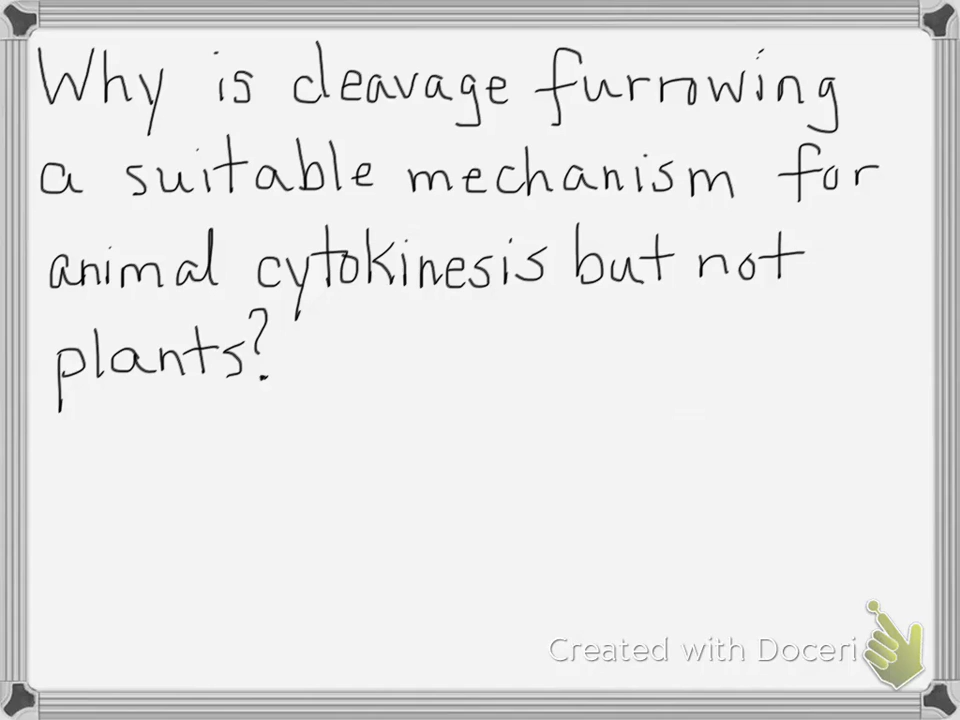 Why is cleavage furrowing
a suitable mechanism for
animal cytokinesis but not
plants?
Created with Doceri